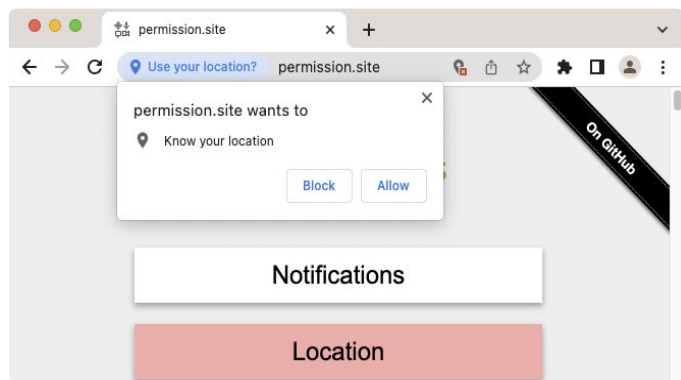 permission.site
Use your location? permission.site
permission.site wants to
Know your location
Block Allow
On GitHub
Notifications
Location